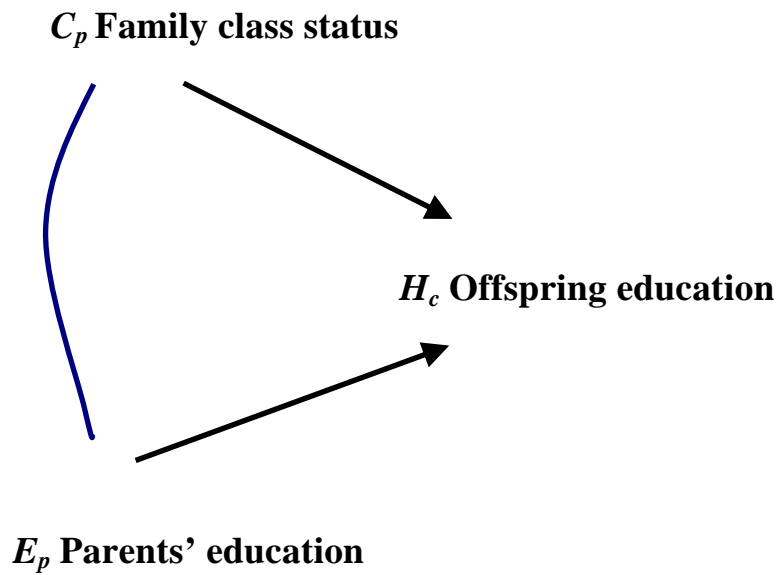 Cp Family class status
Hc Offspring education
Ep Parents’ education